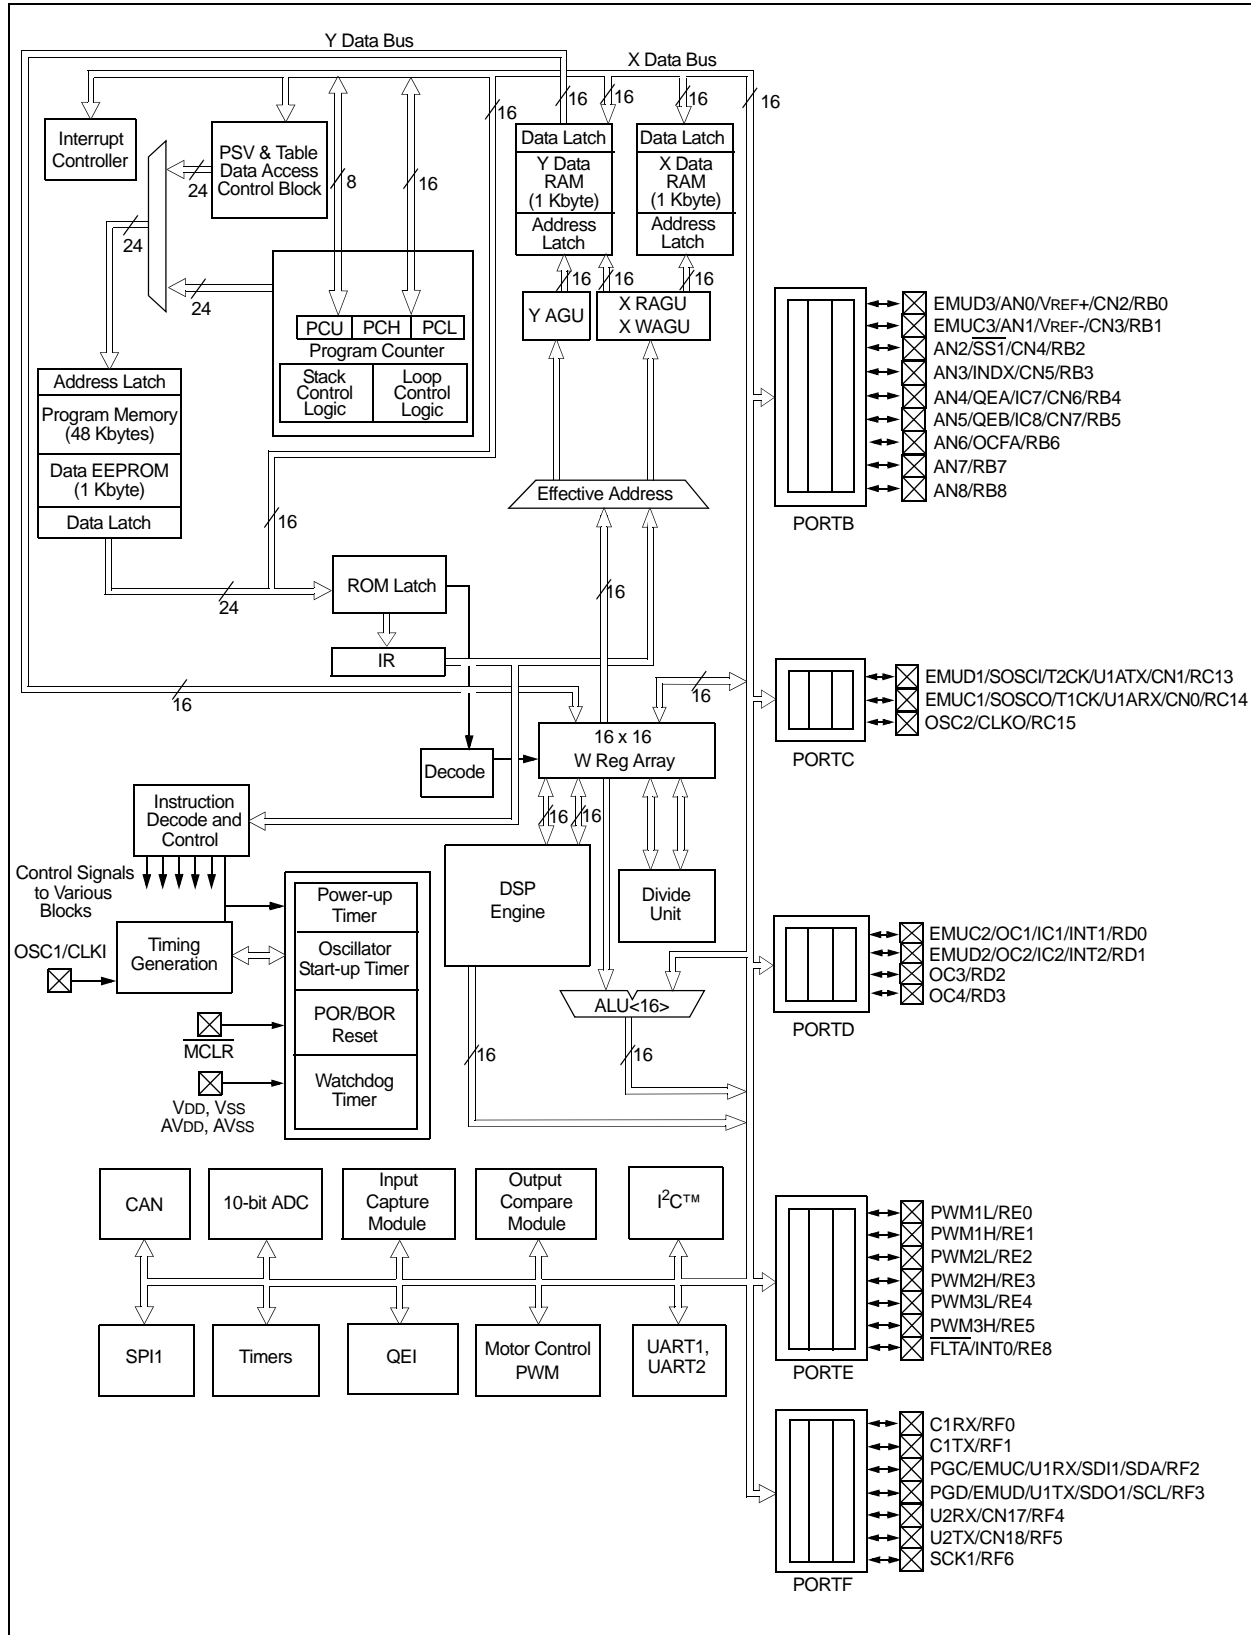 Y Data Bus
X Data Bus
16
16
16
16
16
Interrupt
Controller
PSV & Table
Data Access
Control Block
24
8
16
24
24
Data Latch
Y Data
RAM
(1 Kbyte)
Address
Latch
Data Latch
X Data
RAM
(1 Kbyte)
Address
Latch
16
16
16
Y AGU
X RAGU
X WAGU
PCU PCH PCL
Program Counter
Stack
Control
Logic
Loop
Control
Logic
Address Latch
Program Memory
(48 Kbytes)
Data EEPROM
(1 Kbyte)
Data Latch
16
24
Effective Address
16
ROM Latch
IR
16
16
16 x 16
W Reg Array
Decode
Instruction
Decode and
Control
Control Signals
to Various
Blocks
OSC1/CLKI
Timing
Generation
Power-up
Timer
Oscillator
Start-up Timer
POR/BOR
Reset
Watchdog
Timer
MCLR
VDD, VSS
AVDD, AVSS
16
16
DSP
Engine
Divide
Unit
ALU<16>
16
16
CAN
10-bit ADC
Input
Capture
Module
Output
Compare
Module
I²C™
SPI1
Timers
QEI
Motor Control
PWM
UART1,
UART2
EMUD3/AN0/VREF+/CN2/RB0
EMUC3/AN1/VREF-/CN3/RB1
AN2/SS1/CN4/RB2
AN3/INDX/CN5/RB3
AN4/QEA/IC7/CN6/RB4
AN5/QEB/IC8/CN7/RB5
AN6/OCFA/RB6
AN7/RB7
AN8/RB8
PORTB
EMUD1/SOSCI/T2CK/U1ATX/CN1/RC13
EMUC1/SOSCO/T1CK/U1ARX/CN0/RC14
OSC2/CLKO/RC15
PORTC
EMUC2/OC1/IC1/INT1/RD0
EMUD2/OC2/IC2/INT2/RD1
OC3/RD2
OC4/RD3
PORTD
PWM1L/RE0
PWM1H/RE1
PWM2L/RE2
PWM2H/RE3
PWM3L/RE4
PWM3H/RE5
FLTA/INT0/RE8
PORTE
C1RX/RF0
C1TX/RF1
PGC/EMUC/U1RX/SDI1/SDA/RF2
PGD/EMUD/U1TX/SDO1/SCL/RF3
U2RX/CN17/RF4
U2TX/CN18/RF5
SCK1/RF6
PORTF